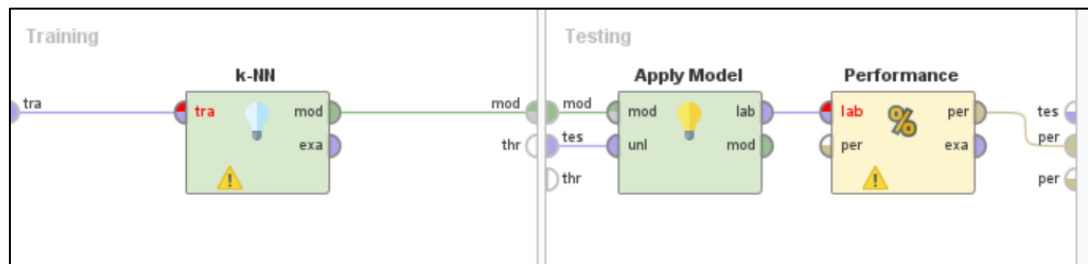 Training
Testing
k-NN
Apply Model
Performance
tra
tra
mod
mod
mod
mod
lab
lab
per
tes
exa
thr
tes
unl
mod
per
exa
per
thr
per
%